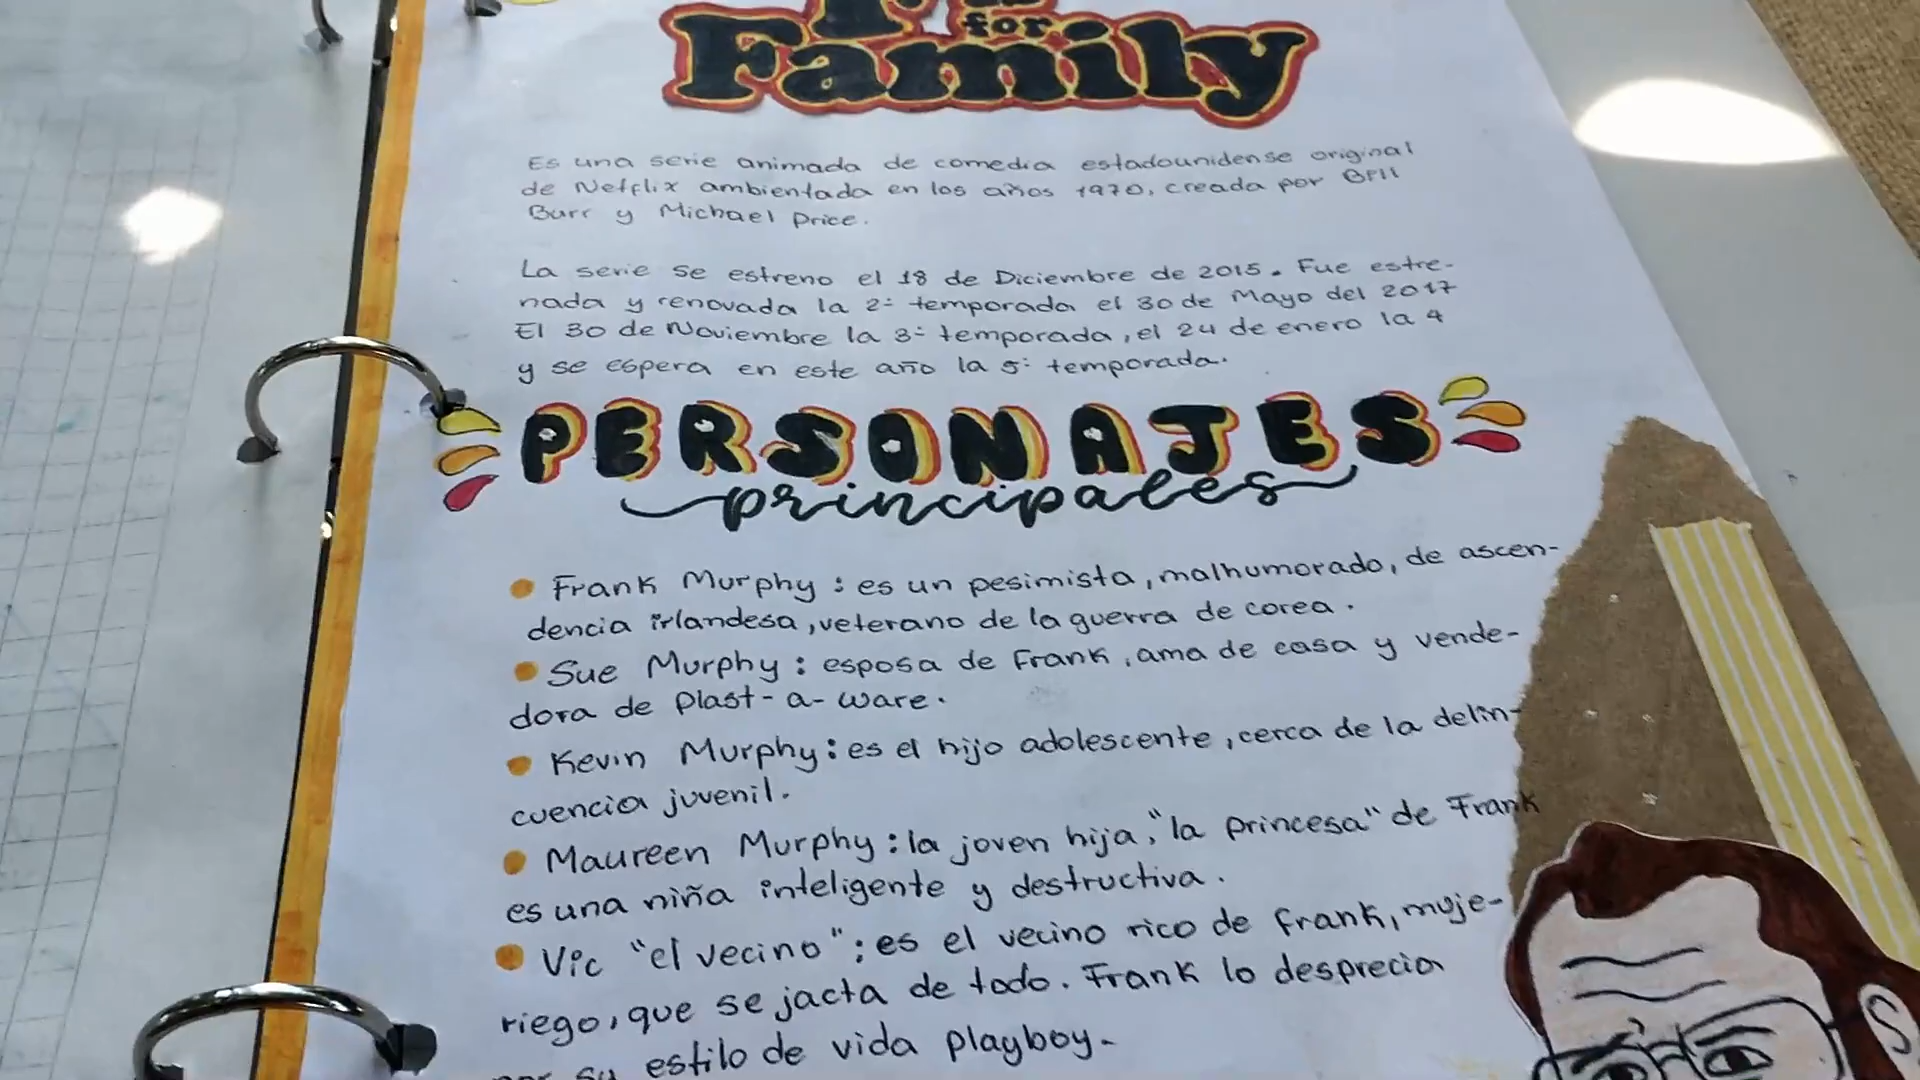 for
Family
Es una serie animada de comedia estadounidense original
de Netflix ambientada en los años 1970, creada por Bill
Burr y Michael Price.
La serie se estreno el 18 de Diciembre de 2015. Fue estre-
nada y renovada la 2ª temporada el 30 de Mayo del 2017
El 30 de Noviembre la 3ª temporada, el 24 de enero la 4
y se espera en este año la 5ª temporada.
PERSONAJES
principales
Frank Murphy: es un pesimista, malhumorado, de ascen-
dencia irlandesa, veterano de la guerra de corea.
Sue Murphy: esposa de Frank, ama de casa y vende-
dora de Plast-a-ware.
Kevin Murphy: es el hijo adolescente, cerca de la delin-
cuencia juvenil.
Maureen Murphy: la joven hija, "la princesa" de Frank
es una niña inteligente y destructiva.
Vic "el vecino"; es el vecino rico de Frank, muje-
riego, que se jacta de todo. Frank lo desprecia
por su estilo de vida playboy.